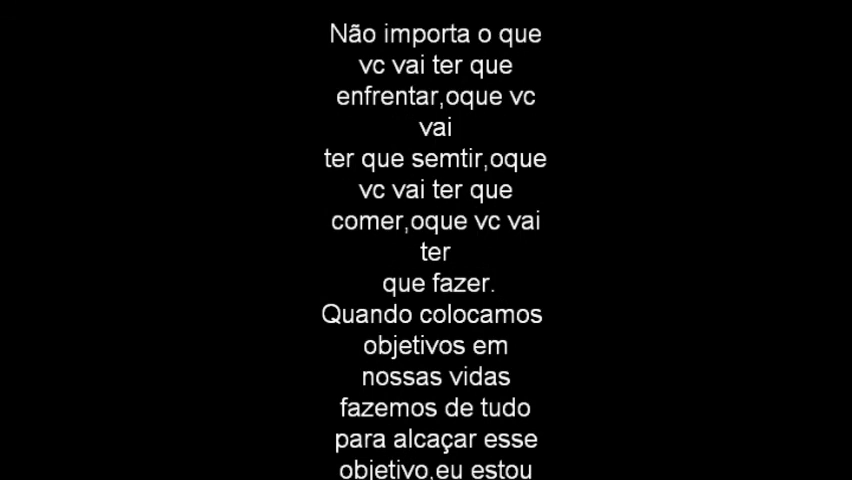 Não importa o que
vc vai ter que
enfrentar,oque vc
vai
ter que semtir,oque
vc vai ter que
comer,oque vc vai
ter
que fazer.
Quando colocamos
objetivos em
nossas vidas
fazemos de tudo
para alcaçar esse
objetivo,eu estou